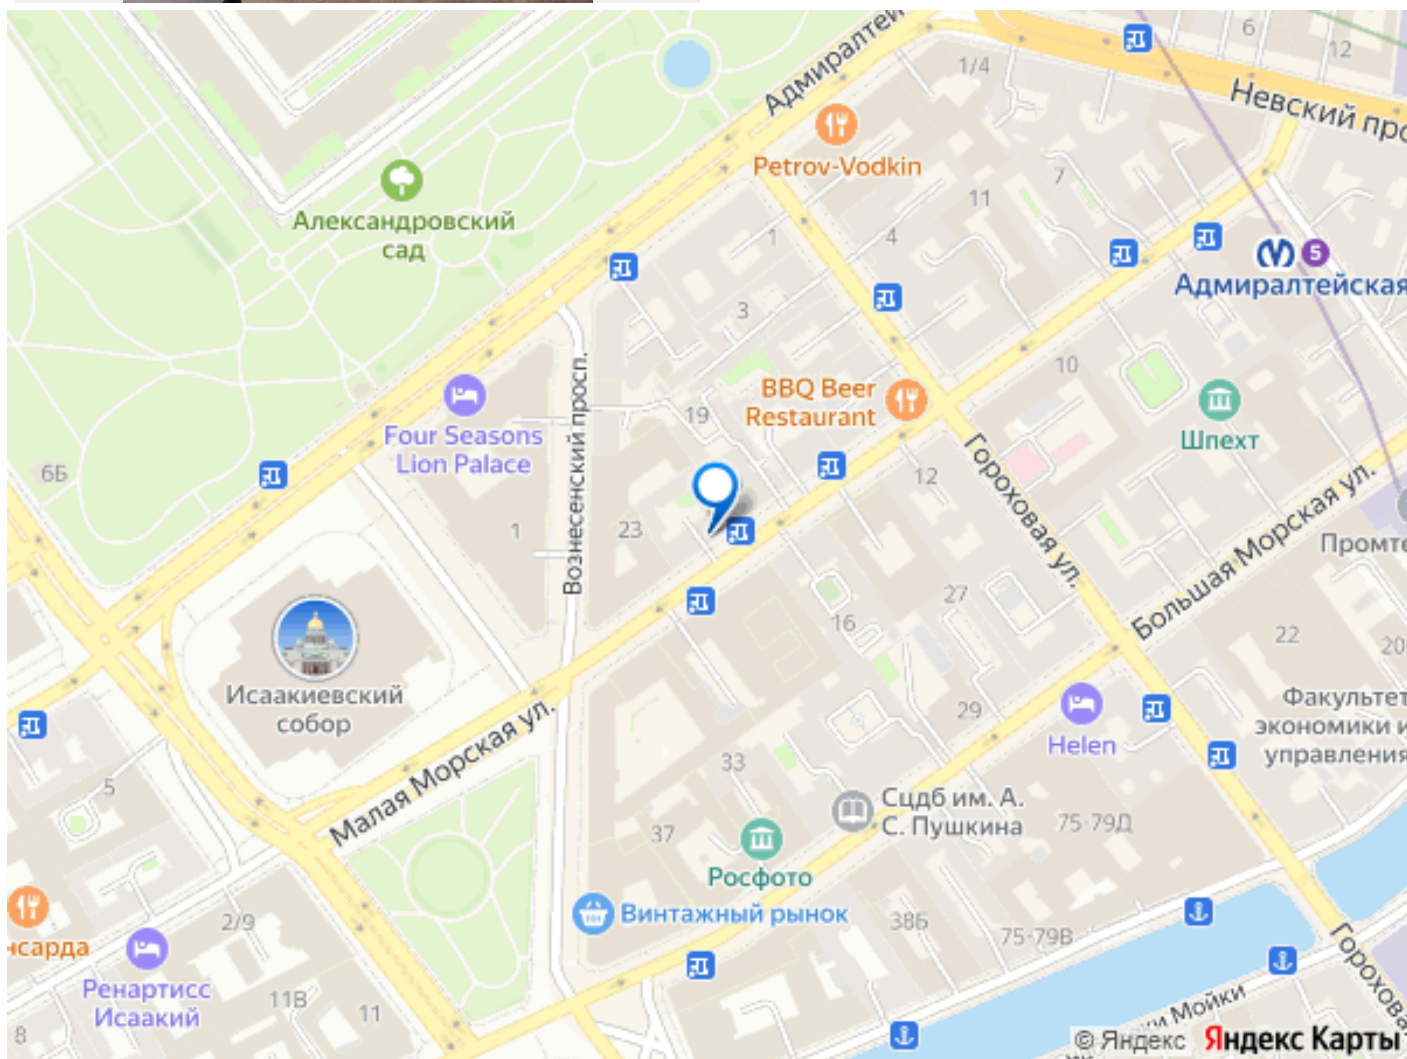 6
12
1/4
Адмиралтей
Невский про
Petrov-Vodkin
7
11
Александровский
сад
1
4
5
Адмиралтейская
3
10
BBQ Beer
Restaurant
19
Вознесенский просп.
Four Seasons
Lion Palace
Шпехт
6Б
12
Гороховая ул.
1
23
Большая Морская ул.
Промте
27
16
22
20
Исаакиевский
собор
Факультет
экономики и
управления
29
Helen
Малая Морская ул.
33
5
Сцдб им. А.
С. Пушкина
75-79Д
37
Росфото
2/9
Винтажный рынок
38Б
75-79В
нсарда
Ренартисс
Исаакий
11В
11
8
Горохова
Мойки
© Яндекс Яндекс Карты